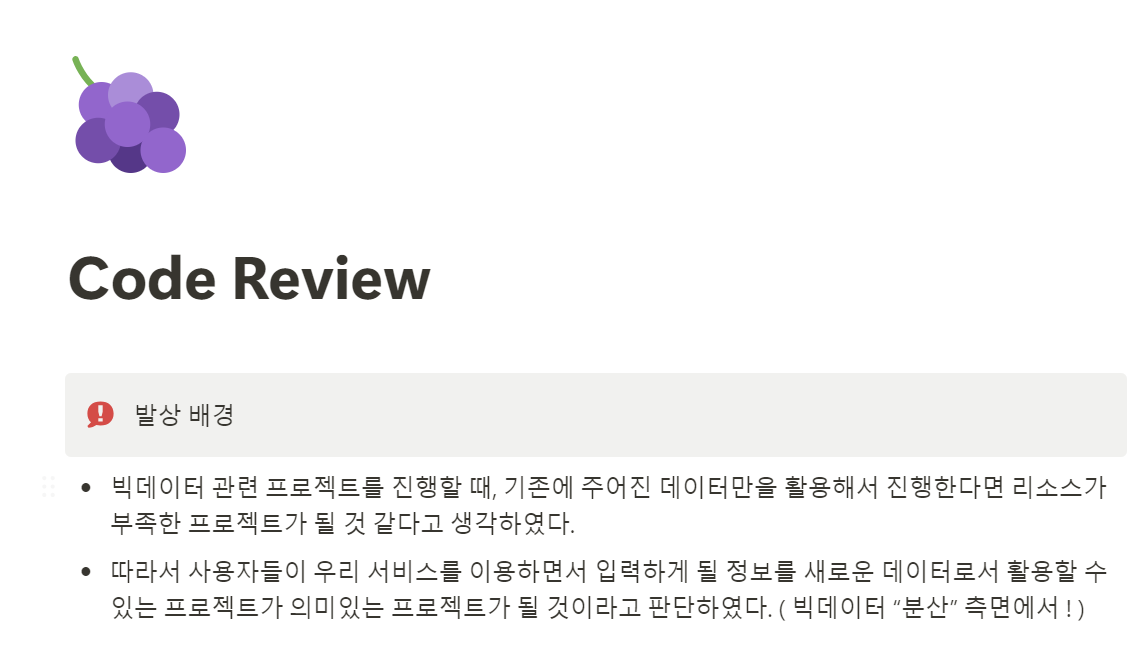 Code Review
발상 배경
빅데이터 관련 프로젝트를 진행할 때, 기존에 주어진 데이터만을 활용해서 진행한다면 리소스가
부족한 프로젝트가 될 것 같다고 생각하였다.
따라서 사용자들이 우리 서비스를 이용하면서 입력하게 될 정보를 새로운 데이터로서 활용할 수
있는 프로젝트가 의미있는 프로젝트가 될 것이라고 판단하였다. ( 빅데이터 “분산” 측면에서 ! )